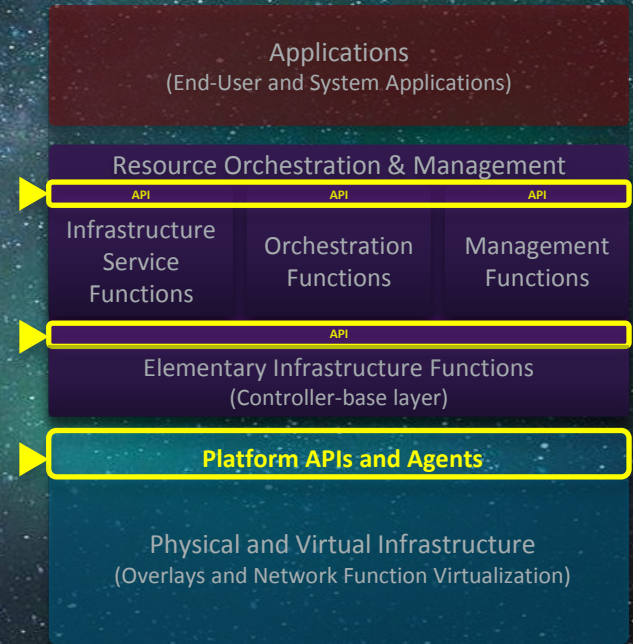 Applications
(End-User and System Applications)
Resource Orchestration & Management
API API API
Infrastructure
Service
Functions
Orchestration
Functions
Management
Functions
API
Elementary Infrastructure Functions
(Controller-base layer)
Platform APIs and Agents
Physical and Virtual Infrastructure
(Overlays and Network Function Virtualization)